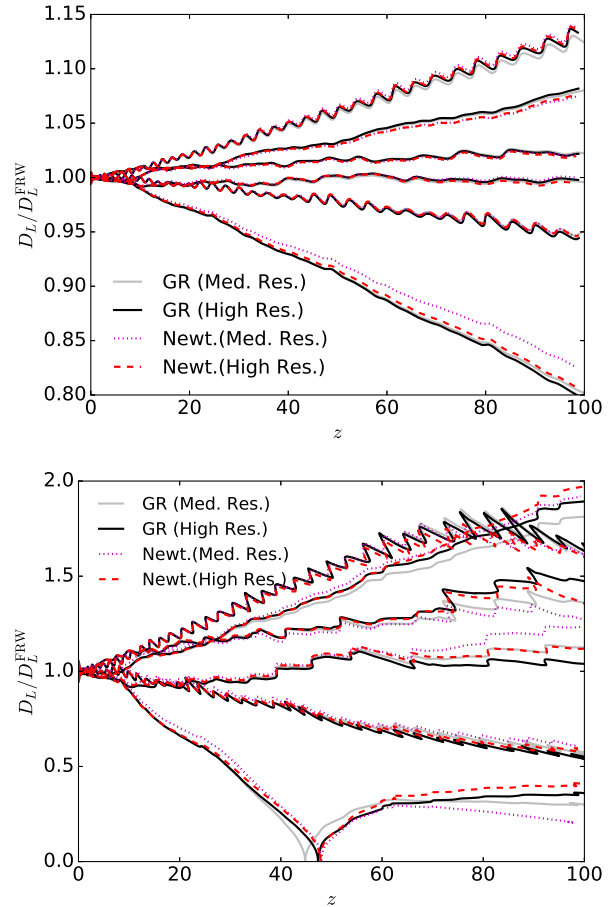 1.15
1.10
1.05
1.00
0.95
0.90
0.85
0.80
D_L/D_L^FRW
GR (Med. Res.)
GR (High Res.)
Newt.(Med. Res.)
Newt.(High Res.)
0 20 40 60 80 100
z
2.0
1.5
1.0
0.5
0.0
D_L/D_L^FRW
GR (Med. Res.)
GR (High Res.)
Newt.(Med. Res.)
Newt.(High Res.)
0 20 40 60 80 100
z